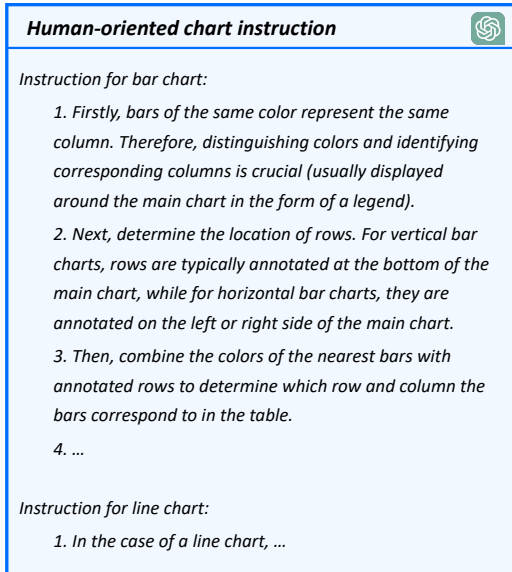 Human-oriented chart instruction
Instruction for bar chart:
1. Firstly, bars of the same color represent the same
column. Therefore, distinguishing colors and identifying
corresponding columns is crucial (usually displayed
around the main chart in the form of a legend).
2. Next, determine the location of rows. For vertical bar
charts, rows are typically annotated at the bottom of the
main chart, while for horizontal bar charts, they are
annotated on the left or right side of the main chart.
3. Then, combine the colors of the nearest bars with
annotated rows to determine which row and column the
bars correspond to in the table.
4. …
Instruction for line chart:
1. In the case of a line chart, …